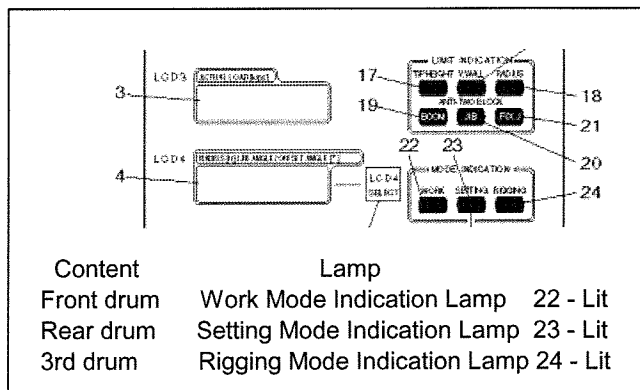 LIMIT INDICATION
LCD3
TIP HEIGHT V.WALL RADIUS
3
17
18
ANTI-TWO BLOCK
19
BOOM JIB
21
20
LCD4
22 23
4
MODE INDICATION
LCD4
SELECT
WORK SETTING RIGGING
24
Content Lamp
Front drum Work Mode Indication Lamp 22 - Lit
Rear drum Setting Mode Indication Lamp 23 - Lit
3rd drum Rigging Mode Indication Lamp 24 - Lit